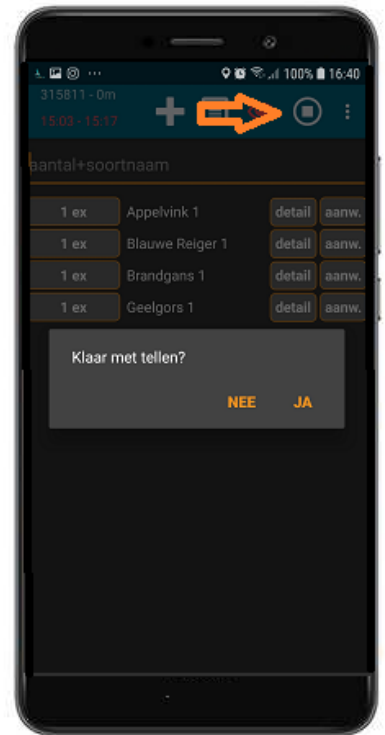 100% 16:40
315811 - 0m
15:03 - 15:17
aantal+soortnaam
1 ex Appelvink 1 detail aanw.
1 ex Blauwe Reiger 1 detail aanw.
1 ex Brandgans 1 detail aanw.
1 ex Geelgors 1 detail aanw.
Klaar met tellen?
NEE JA